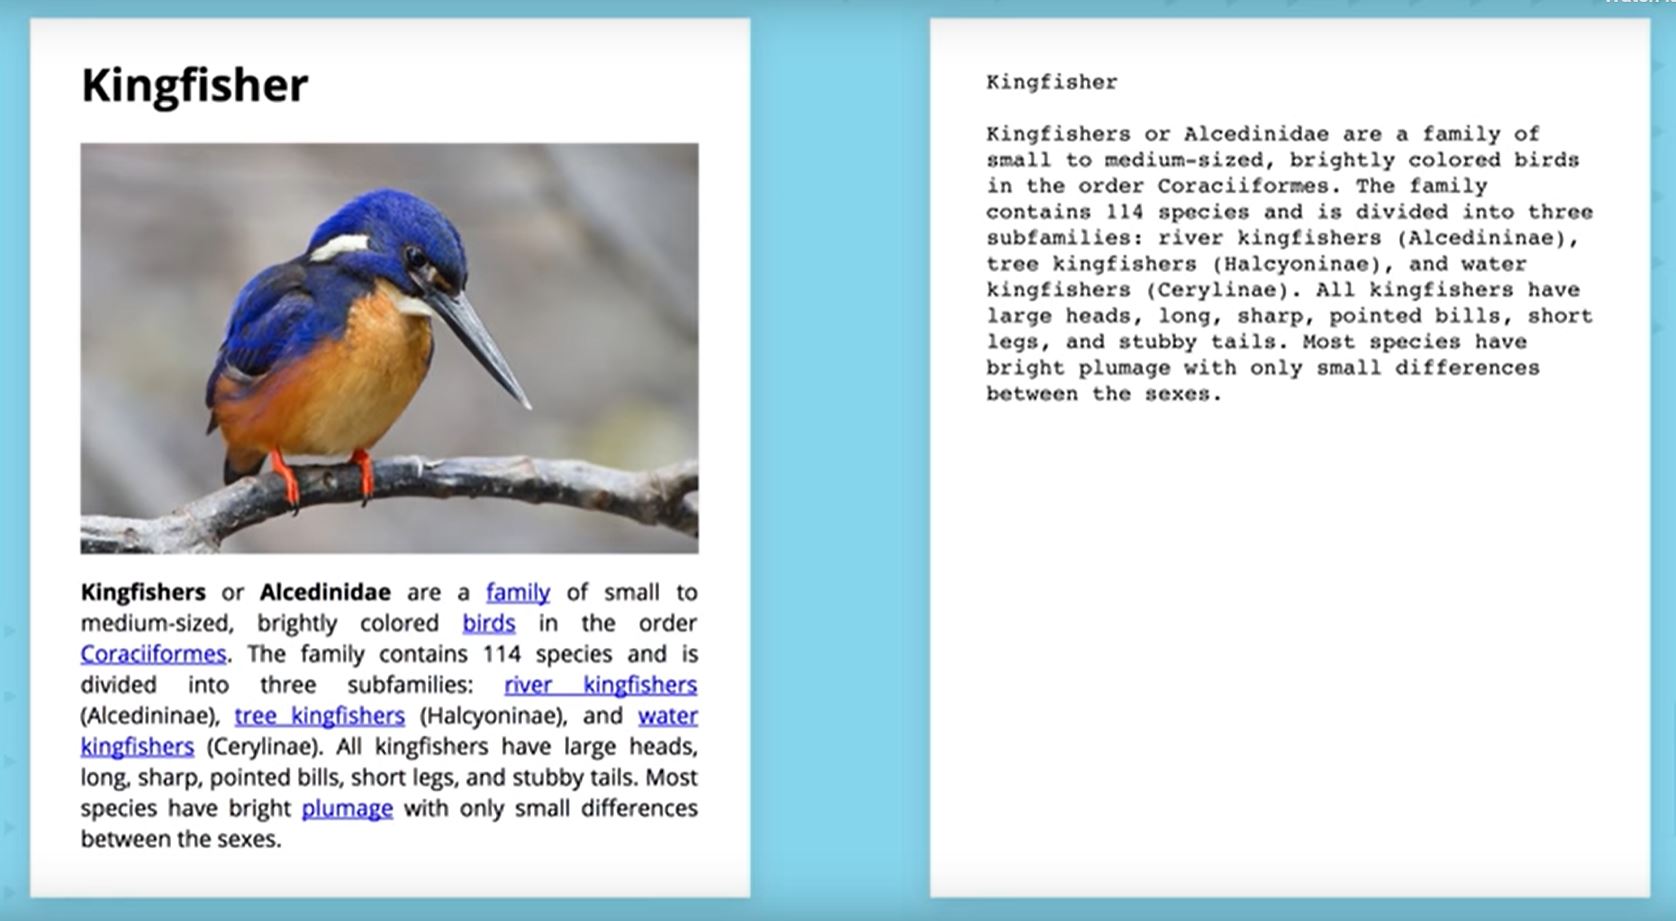 Kingfisher
Kingfishers or Alcedinidae are a family of small to
medium-sized, brightly colored birds in the order
Coraciiformes. The family contains 114 species and is
divided into three subfamilies: river kingfishers
(Alcedininae), tree kingfishers (Halcyoninae), and water
kingfishers (Cerylinae). All kingfishers have large heads,
long, sharp, pointed bills, short legs, and stubby tails. Most
species have bright plumage with only small differences
between the sexes.
Kingfisher
Kingfishers or Alcedinidae are a family of
small to medium-sized, brightly colored birds
in the order Coraciiformes. The family
contains 114 species and is divided into three
subfamilies: river kingfishers (Alcedininae),
tree kingfishers (Halcyoninae), and water
kingfishers (Cerylinae). All kingfishers have
large heads, long, sharp, pointed bills, short
legs, and stubby tails. Most species have
bright plumage with only small differences
between the sexes.